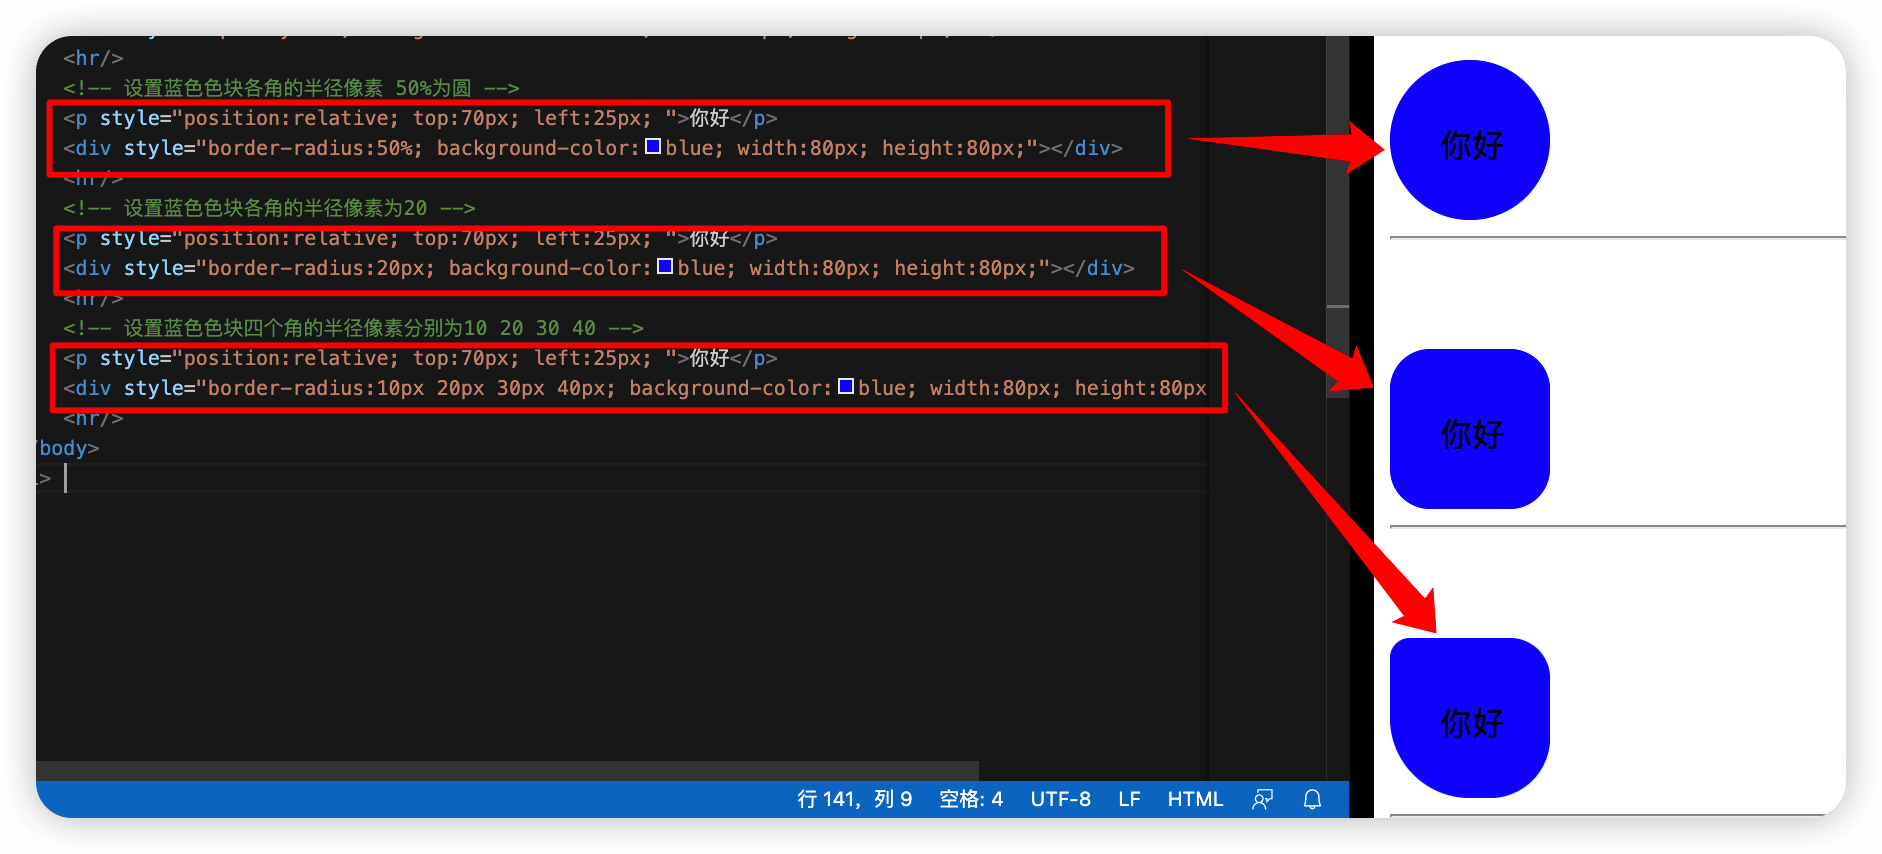 <hr/>
<!-- 设置蓝色色块各角的半径像素 50%为圆 -->
<p style="position:relative; top:70px; left:25px; ">你好</p>
<div style="border-radius:50%; background-color:blue; width:80px; height:80px;"></div>
<hr/>
<!-- 设置蓝色色块各角的半径像素为20 -->
<p style="position:relative; top:70px; left:25px; ">你好</p>
<div style="border-radius:20px; background-color:blue; width:80px; height:80px;"></div>
<hr/>
<!-- 设置蓝色色块四个角的半径像素分别为10 20 30 40 -->
<p style="position:relative; top:70px; left:25px; ">你好</p>
<div style="border-radius:10px 20px 30px 40px; background-color:blue; width:80px; height:80px
<hr/>
/body>
>
行 141，列 9 空格: 4 UTF-8 LF HTML
你好
你好
你好